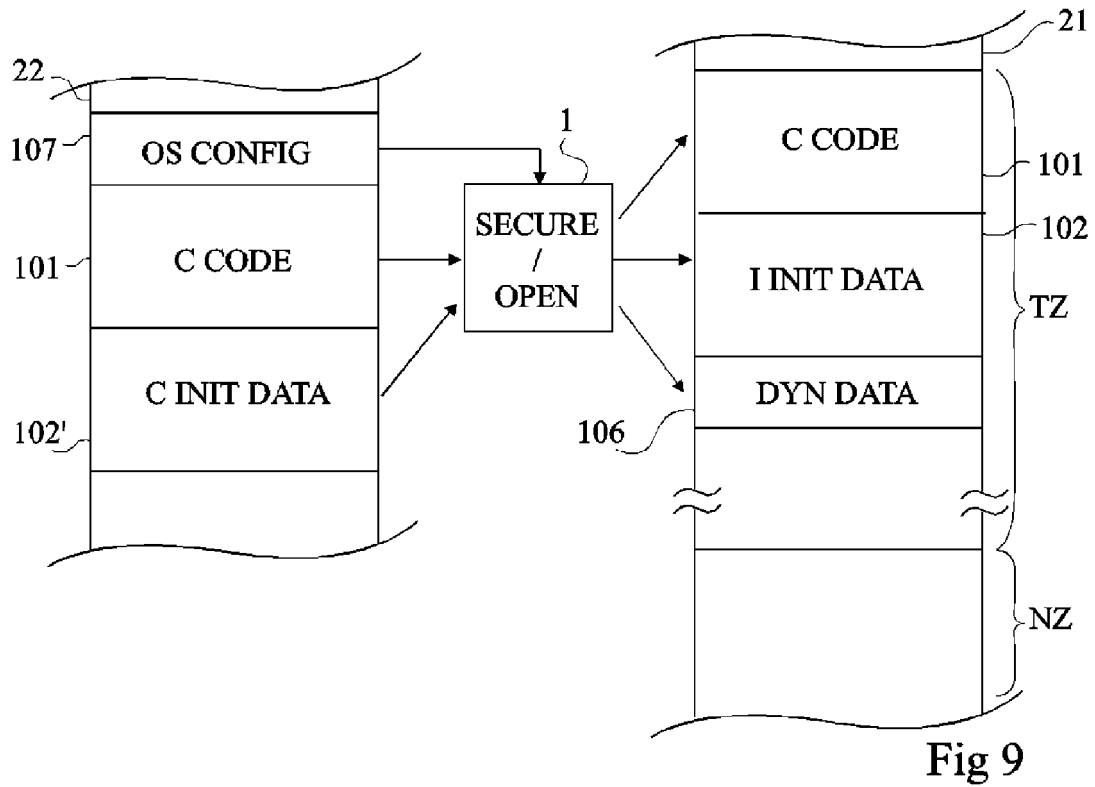 22
107
OS CONFIG
101
C CODE
C INIT DATA
102'
1
SECURE
/
OPEN
21
C CODE
101
102
I INIT DATA
TZ
DYN DATA
106
NZ
Fig 9